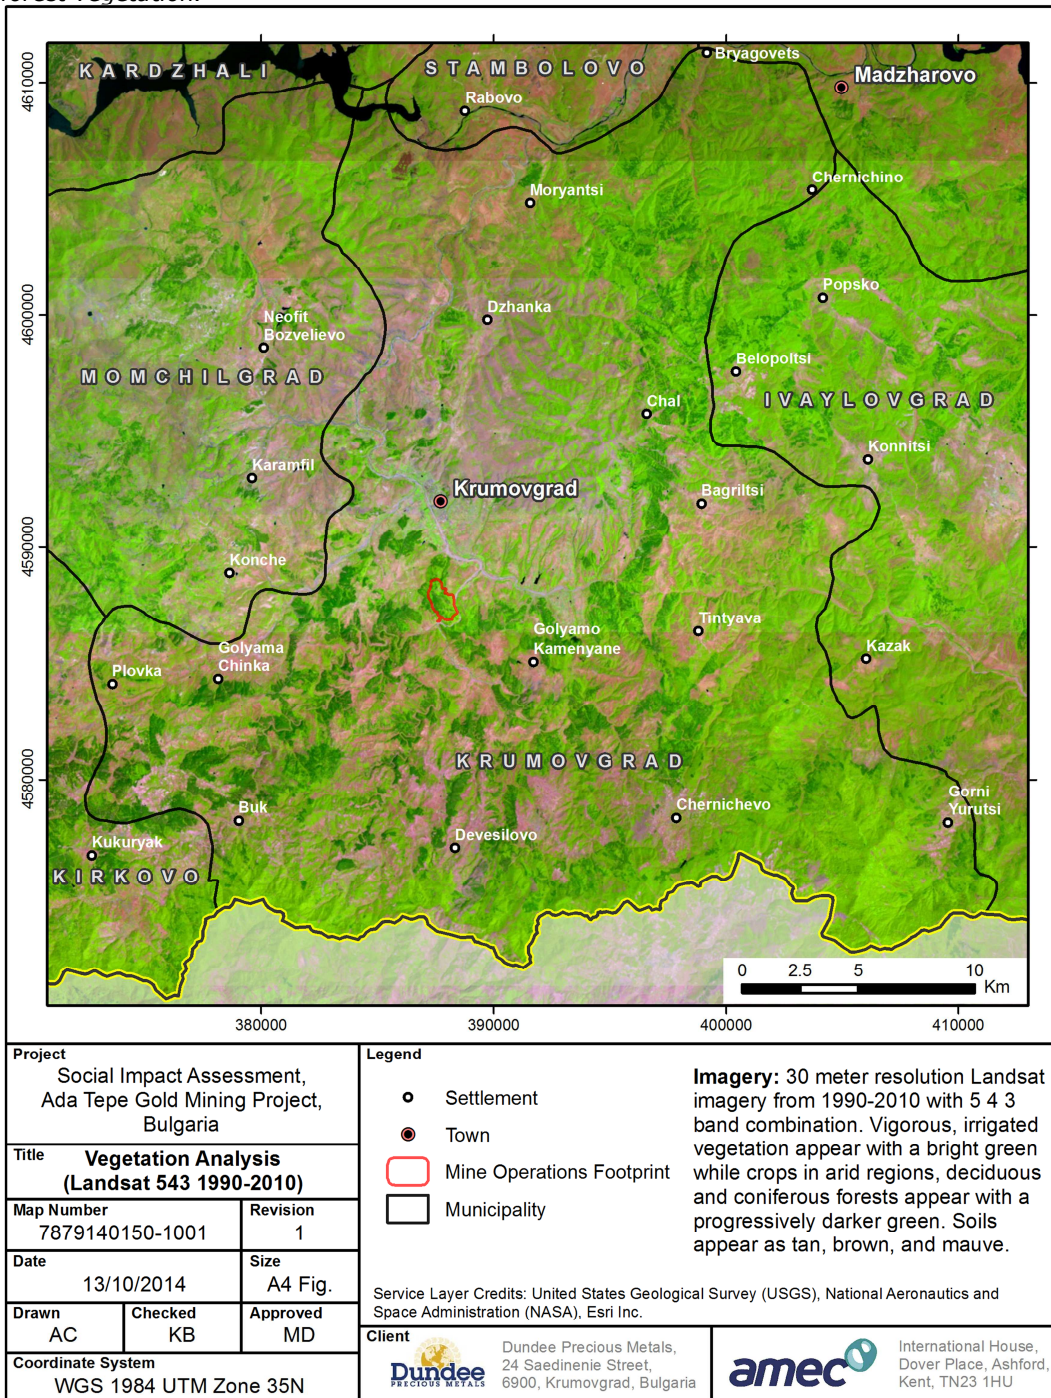 forest vegetation.
KARDZHALI
STAMBOLOVO
Bryagovets
Madzharovo
Rabovo
Chernichino
Moryantsi
Popsko
Dzhanka
Neofit
Bozvelievo
Belopoltsi
MOMCHILGRAD
IVAYLOVGRAD
Chal
Konnitsi
Karamfil
Krumovgrad
Bagriltsi
Konche
Tintyava
Golyamo
Kamenyane
Golyama
Chinka
Kazak
Plovka
KRUMOVGRAD
Gorni
Yurutsi
Chernichevo
Buk
Devesilovo
Kukuryak
KIRKOVO
4610000
4600000
4590000
4580000
0 2.5 5 10
Km
380000 390000 400000 410000
Project
Social Impact Assessment,
Ada Tepe Gold Mining Project,
Bulgaria
Title
Vegetation Analysis
(Landsat 543 1990-2010)
Map Number
7879140150-1001
Revision
1
Date
13/10/2014
Size
A4 Fig.
Drawn
AC
Checked
KB
Approved
MD
Coordinate System
WGS 1984 UTM Zone 35N
Legend
Settlement
Town
Mine Operations Footprint
Municipality
Imagery: 30 meter resolution Landsat
imagery from 1990-2010 with 5 4 3
band combination. Vigorous, irrigated
vegetation appear with a bright green
while crops in arid regions, deciduous
and coniferous forests appear with a
progressively darker green. Soils
appear as tan, brown, and mauve.
Service Layer Credits: United States Geological Survey (USGS), National Aeronautics and
Space Administration (NASA), Esri Inc.
Client
Dundee
PRECIOUS METALS
Dundee Precious Metals,
24 Saedinenie Street,
6900, Krumovgrad, Bulgaria
amec
International House,
Dover Place, Ashford,
Kent, TN23 1HU